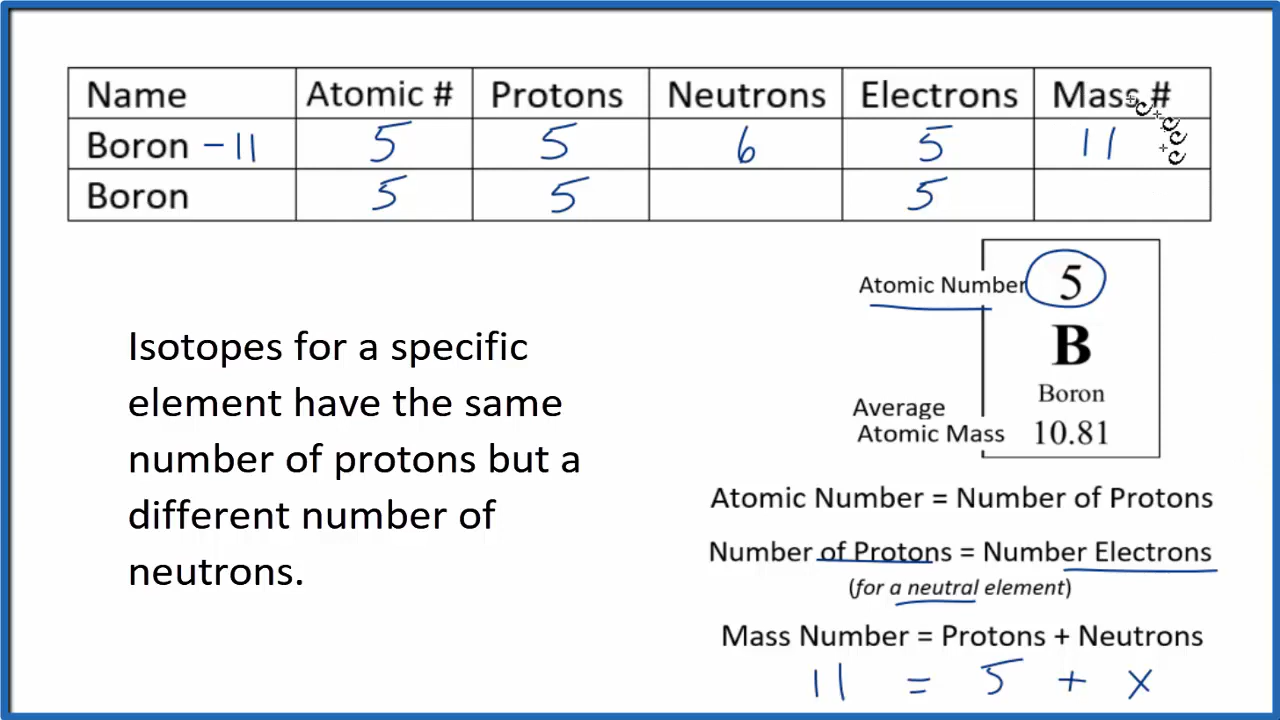 Name Atomic # Protons Neutrons Electrons Mass #
Boron -11 5 5 6 5 11
Boron 5 5 5
Isotopes for a specific
element have the same
number of protons but a
different number of
neutrons.
Atomic Number 5
B
Boron
Average
Atomic Mass 10.81
Atomic Number = Number of Protons
Number of Protons = Number Electrons
(for a neutral element)
Mass Number = Protons + Neutrons
11 = 5 + x